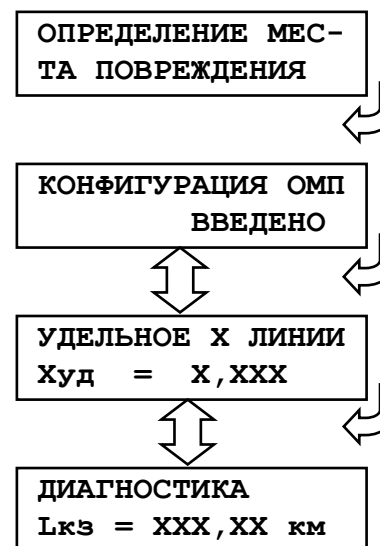 ОПРЕДЕЛЕНИЕ МЕС-
ТА ПОВРЕЖДЕНИЯ
КОНФИГУРАЦИЯ ОМП
ВВЕДЕНО
УДЕЛЬНОЕ Х ЛИНИИ
Худ = Х,ХХХ
ДИАГНОСТИКА
Lкз = ХХХ,ХХ км